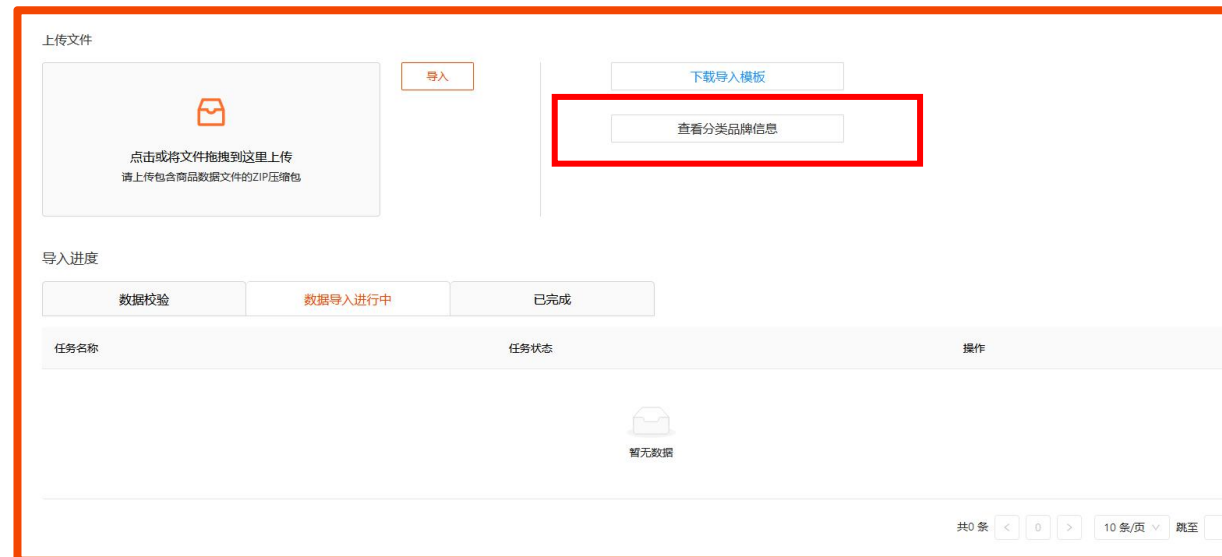 上传文件
导入
下载导入模板
查看分类品牌信息
点击或将文件拖拽到这里上传
请上传包含商品数据文件的ZIP压缩包
导入进度
数据校验 数据导入进行中 已完成
任务名称 任务状态 操作
暂无数据
共0 条 < 0 > 10 条/页 跳至